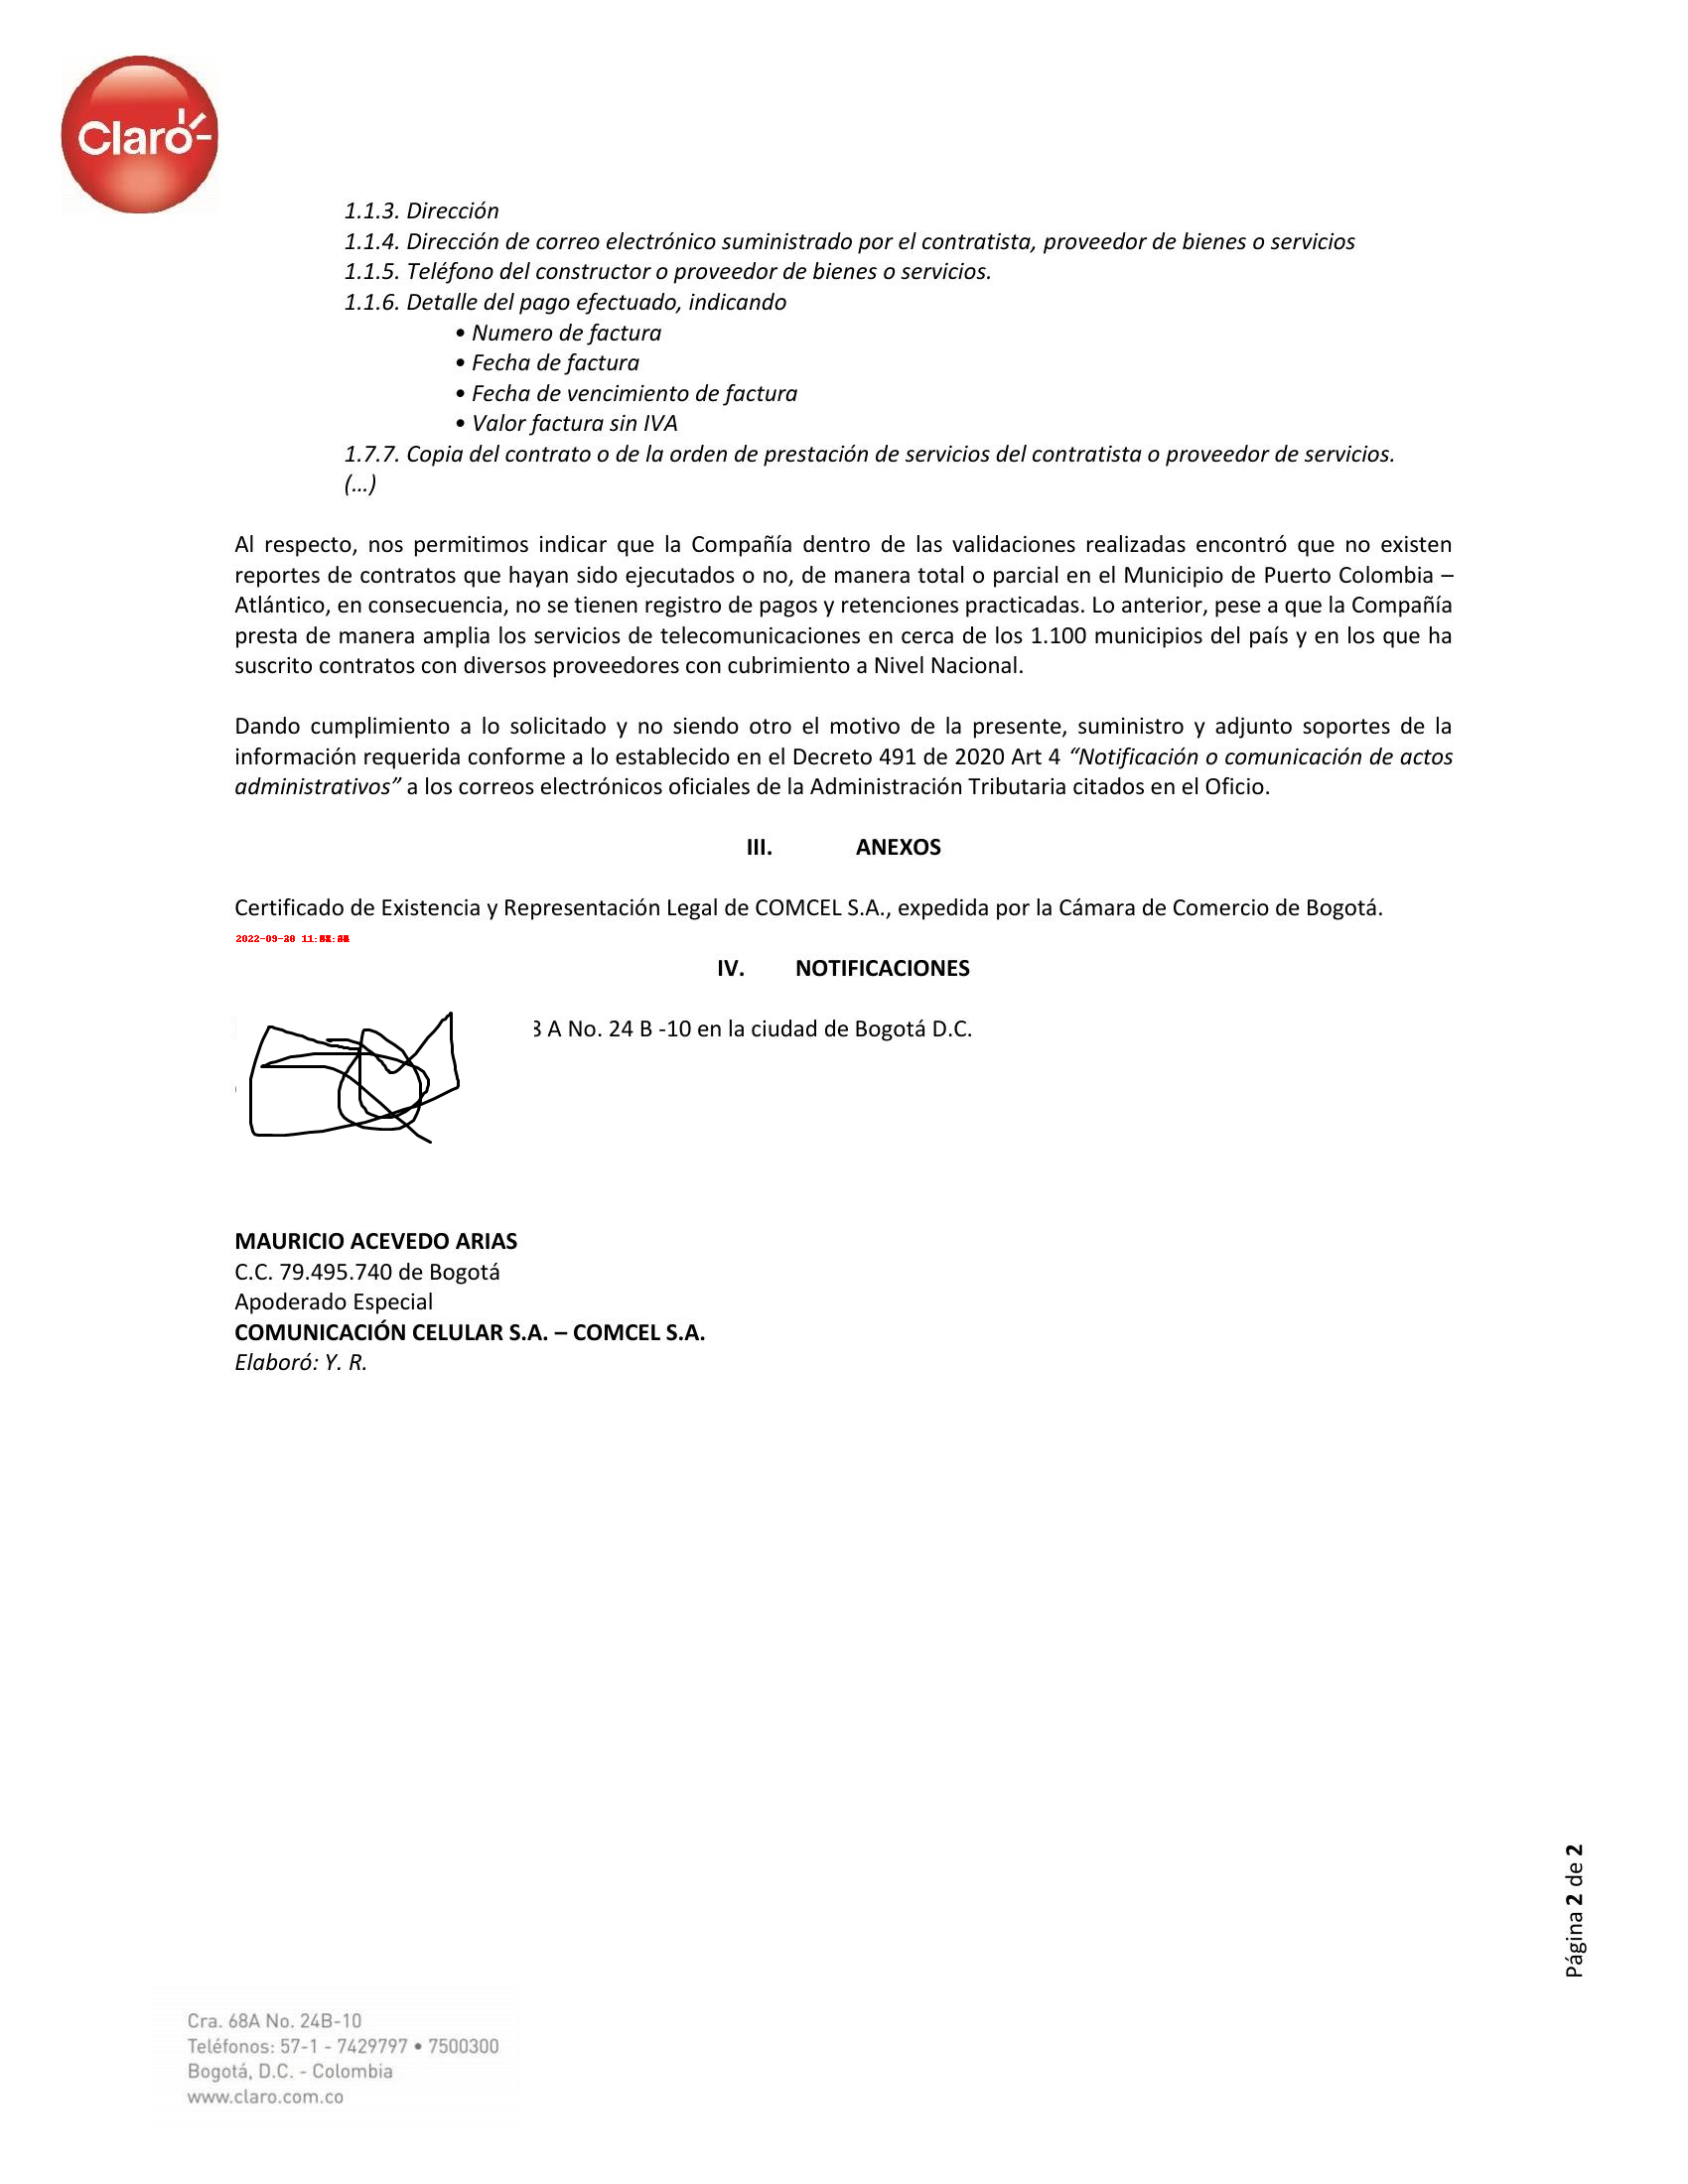 Claro
1.1.3. Dirección
1.1.4. Dirección de correo electrónico suministrado por el contratista, proveedor de bienes o servicios
1.1.5. Teléfono del constructor o proveedor de bienes o servicios.
1.1.6. Detalle del pago efectuado, indicando
• Numero de factura
• Fecha de factura
• Fecha de vencimiento de factura
• Valor factura sin IVA
1.7.7. Copia del contrato o de la orden de prestación de servicios del contratista o proveedor de servicios.
(...)
Al respecto, nos permitimos indicar que la Compañía dentro de las validaciones realizadas encontró que no existen
reportes de contratos que hayan sido ejecutados o no, de manera total o parcial en el Municipio de Puerto Colombia –
Atlántico, en consecuencia, no se tienen registro de pagos y retenciones practicadas. Lo anterior, pese a que la Compañía
presta de manera amplia los servicios de telecomunicaciones en cerca de los 1.100 municipios del país y en los que ha
suscrito contratos con diversos proveedores con cubrimiento a Nivel Nacional.
Dando cumplimiento a lo solicitado y no siendo otro el motivo de la presente, suministro y adjunto soportes de la
información requerida conforme a lo establecido en el Decreto 491 de 2020 Art 4 “Notificación o comunicación de actos
administrativos” a los correos electrónicos oficiales de la Administración Tributaria citados en el Oficio.
III. ANEXOS
Certificado de Existencia y Representación Legal de COMCEL S.A., expedida por la Cámara de Comercio de Bogotá.
IV. NOTIFICACIONES
A No. 24 B -10 en la ciudad de Bogotá D.C.
MAURICIO ACEVEDO ARIAS
C.C. 79.495.740 de Bogotá
Apoderado Especial
COMUNICACIÓN CELULAR S.A. – COMCEL S.A.
Elaboró: Y. R.
Página 2 de 2
Cra. 68A No. 24B-10
Teléfonos: 57-1 - 7429797 • 7500300
Bogotá, D.C. - Colombia
www.claro.com.co